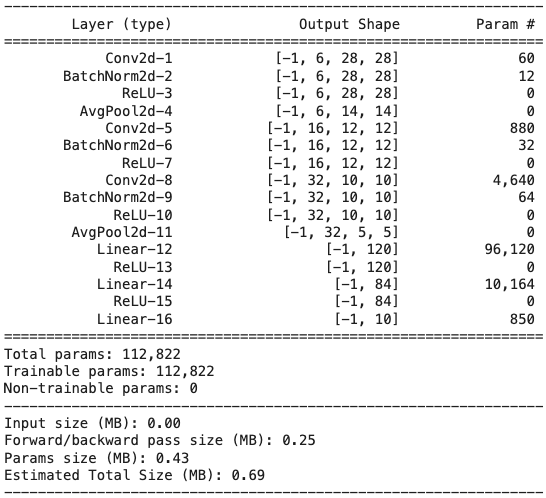 ----------------------------------------------------------------
Layer (type) Output Shape Param #
================================================================
Conv2d-1 [-1, 6, 28, 28] 60
BatchNorm2d-2 [-1, 6, 28, 28] 12
ReLU-3 [-1, 6, 28, 28] 0
AvgPool2d-4 [-1, 6, 14, 14] 0
Conv2d-5 [-1, 16, 12, 12] 880
BatchNorm2d-6 [-1, 16, 12, 12] 32
ReLU-7 [-1, 16, 12, 12] 0
Conv2d-8 [-1, 32, 10, 10] 4,640
BatchNorm2d-9 [-1, 32, 10, 10] 64
ReLU-10 [-1, 32, 10, 10] 0
AvgPool2d-11 [-1, 32, 5, 5] 0
Linear-12 [-1, 120] 96,120
ReLU-13 [-1, 120] 0
Linear-14 [-1, 84] 10,164
ReLU-15 [-1, 84] 0
Linear-16 [-1, 10] 850
================================================================
Total params: 112,822
Trainable params: 112,822
Non-trainable params: 0
----------------------------------------------------------------
Input size (MB): 0.00
Forward/backward pass size (MB): 0.25
Params size (MB): 0.43
Estimated Total Size (MB): 0.69
----------------------------------------------------------------